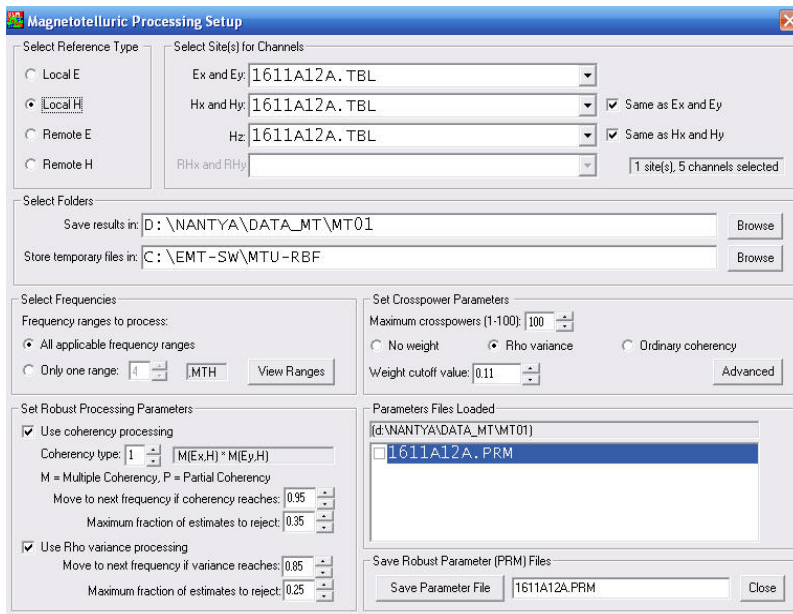 Magnetotelluric Processing Setup
Select Reference Type
Local E
Local H
Remote E
Remote H
Select Site(s) for Channels
Ex and Ey: 1611A12A.TBL
Hx and Hy: 1611A12A.TBL Same as Ex and Ey
Hz: 1611A12A.TBL Same as Hx and Hy
RHx and RHy 1 site(s), 5 channels selected
Select Folders
Save results in: D:\NANTYA\DATA_MT\MT01 Browse
Store temporary files in: C:\EMT-SW\MTU-RBF Browse
Select Frequencies
Frequency ranges to process:
All applicable frequency ranges
Only one range: 4 .MTH View Ranges
Set Crosspower Parameters
Maximum crosspowers (1-100): 100
No weight Rho variance Ordinary coherency
Weight cutoff value: 0.11 Advanced
Set Robust Processing Parameters
Use coherency processing
Coherency type: 1 M(Ex,H) * M(Ey,H)
M = Multiple Coherency, P = Partial Coherency
Move to next frequency if coherency reaches: 0.95
Maximum fraction of estimates to reject: 0.35
Use Rho variance processing
Move to next frequency if variance reaches: 0.85
Maximum fraction of estimates to reject: 0.25
Parameters Files Loaded
(d:\NANTYA\DATA_MT\MT01)
1611A12A.PRM
Save Robust Parameter (PRM) Files
Save Parameter File 1611A12A.PRM Close